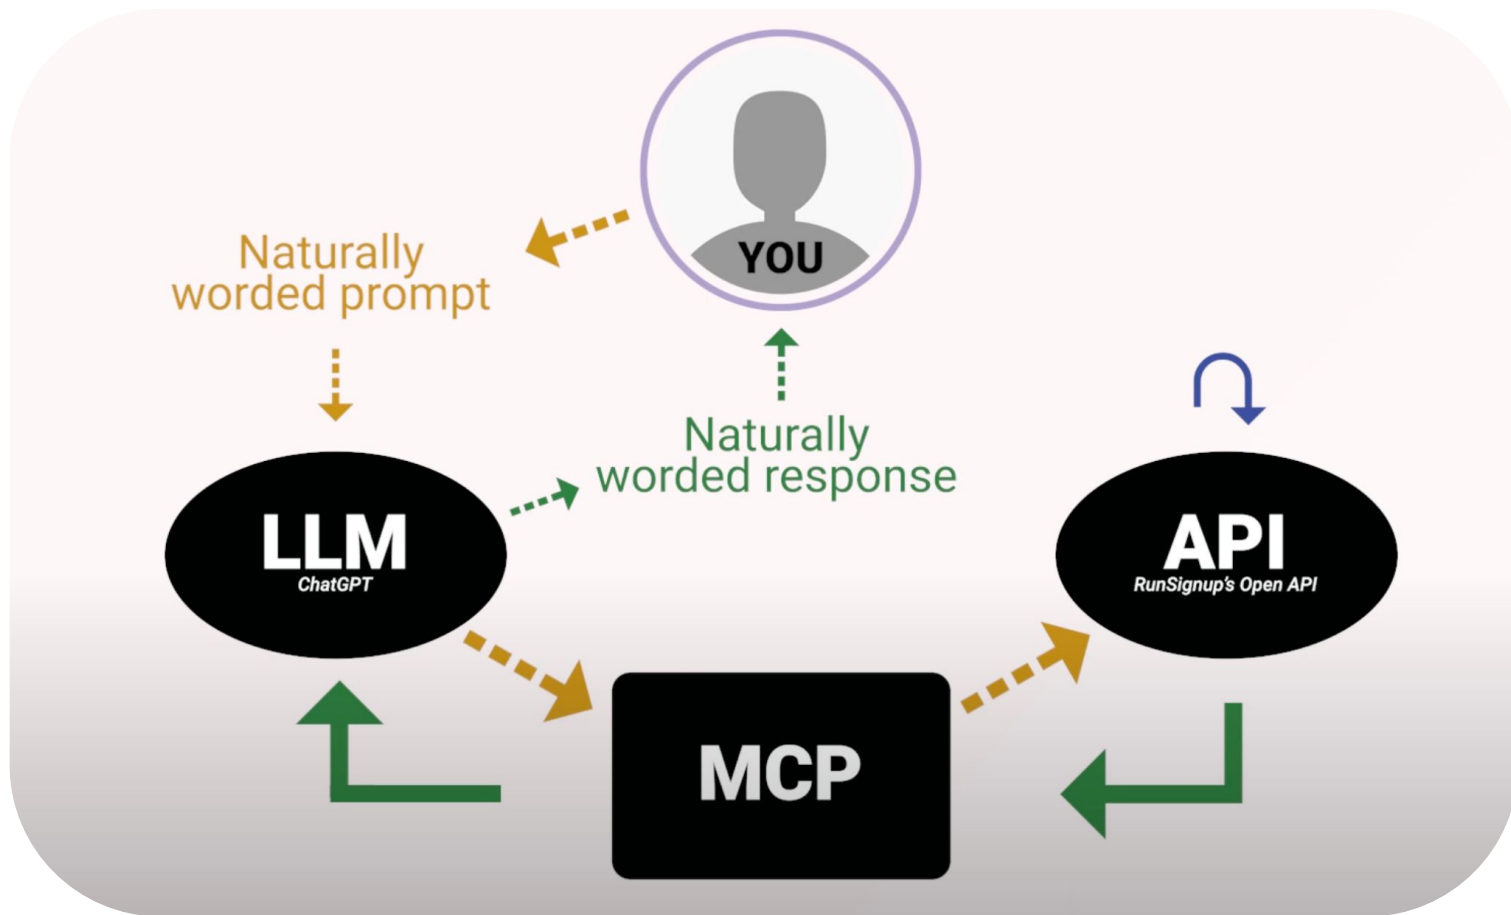 YOU
Naturally
worded prompt
Naturally
worded response
LLM
ChatGPT
API
RunSignup's Open API
MCP